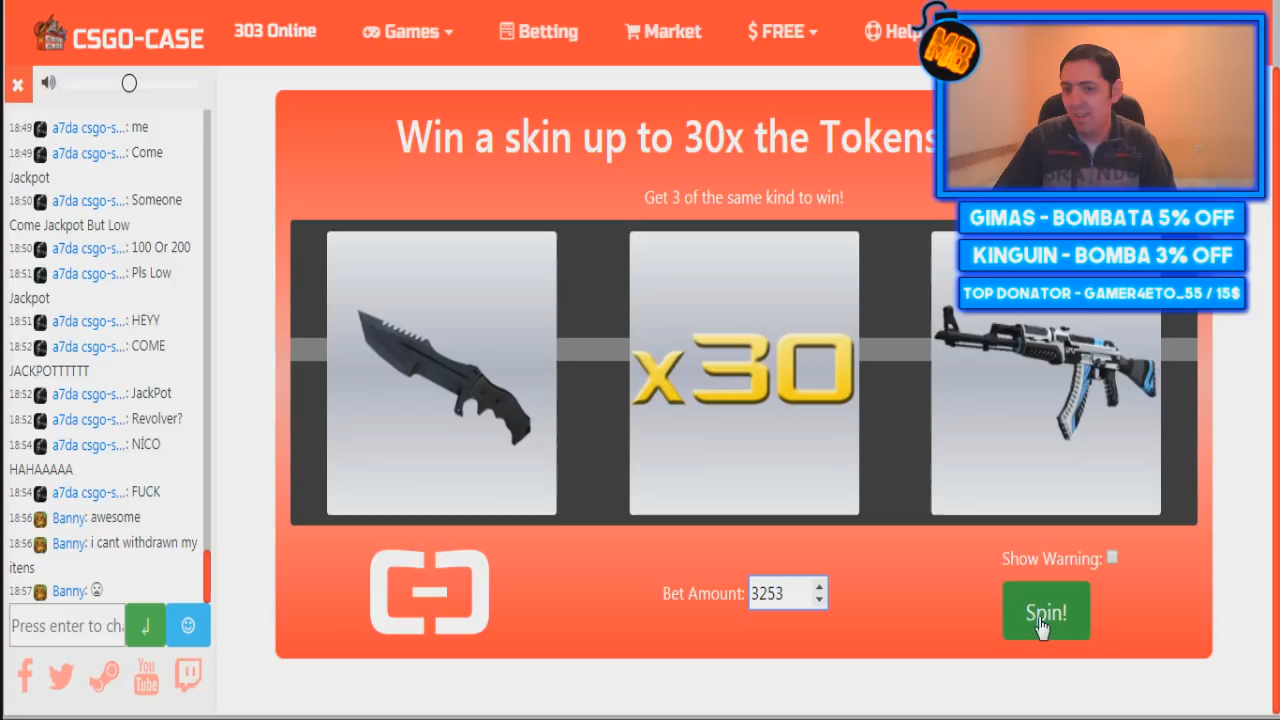 CSGO-CASE
303 Online
Games
Betting
Market
$ FREE
Help
18:49 a7da csgo-s...: me
18:49 a7da csgo-s...: Come
Jackpot
18:50 a7da csgo-s...: Someone
Come Jackpot But Low
18:50 a7da csgo-s...: 100 Or 200
18:51 a7da csgo-s...: Pls Low
Jackpot
18:51 a7da csgo-s...: HEYY
18:52 a7da csgo-s...: COME
JACKPOTTTTTT
18:52 a7da csgo-s...: JackPot
18:52 a7da csgo-s...: Revolver?
18:54 a7da csgo-s...: NİCO
HAHAAAAA
18:54 a7da csgo-s...: FUCK
18:56 Banny: awesome
18:56 Banny: i cant withdrawn my
itens
18:57 Banny:
Press enter to cha
You
Tube
Win a skin up to 30x the Tokens
Get 3 of the same kind to win!
x30
Bet Amount: 3253
Show Warning:
Spin!
GIMAS - BOMBATA 5% OFF
KINGUIN - BOMBA 3% OFF
TOP DONATOR - GAMER4ETO_55 / 15$